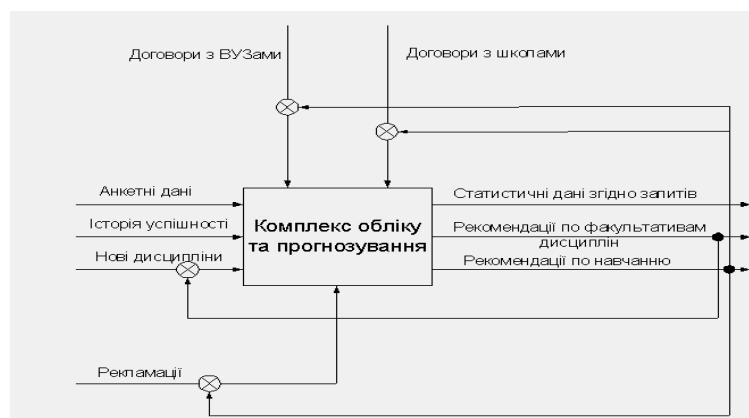 Договори з ВУЗами
Договори з школами
Анкетні дані
Статистичні дані згідно запитів
Історія успішності
Комплекс обліку
та прогнозування
Рекомендації по факультативам
дисциплін
Нові дисципліни
Рекомендації по навчанню
Рекламації